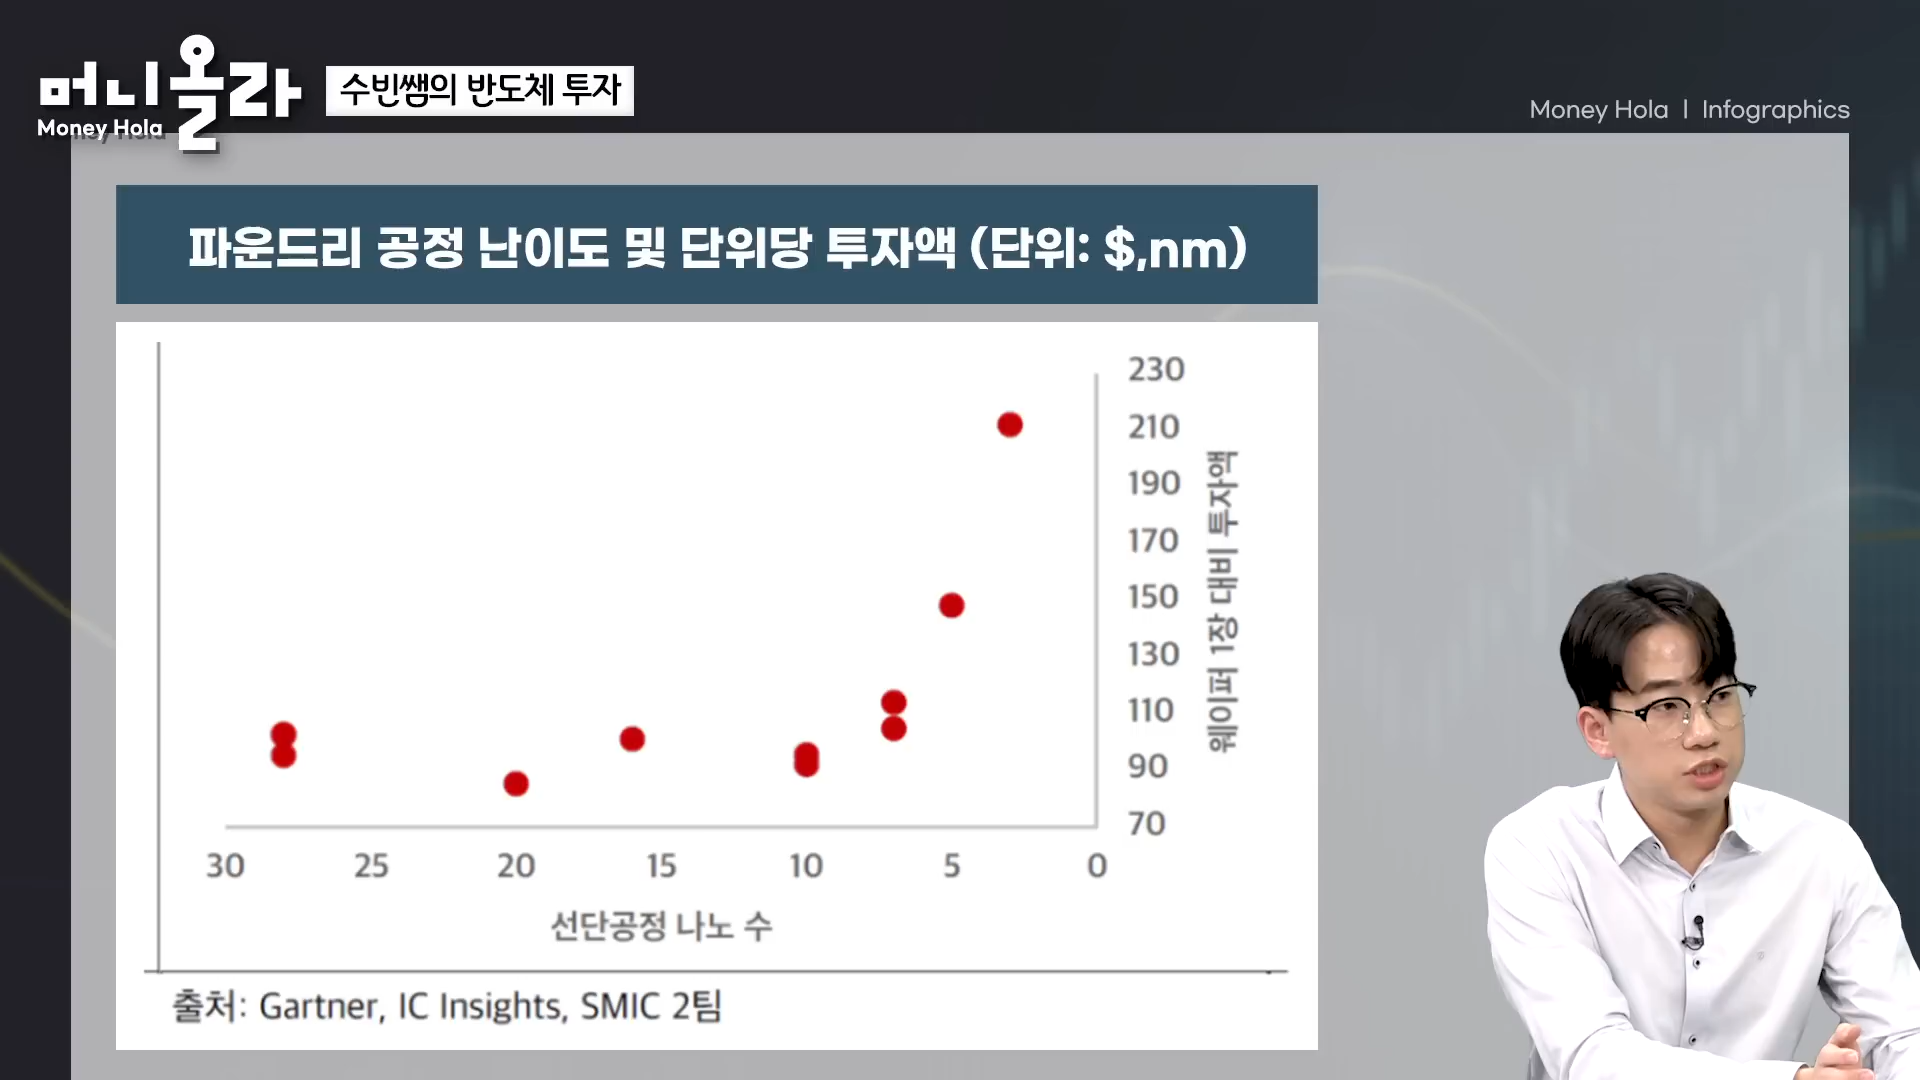 머니올라
Money Hola
수빈쌤의 반도체 투자
Money Hola | Infographics
파운드리 공정 난이도 및 단위당 투자액 (단위: $,nm)
230
210
190
170
150
130
110
90
70
웨이퍼 1장 대비 투자액
30 25 20 15 10 5 0
선단공정 나노 수
출처: Gartner, IC Insights, SMIC 2팀